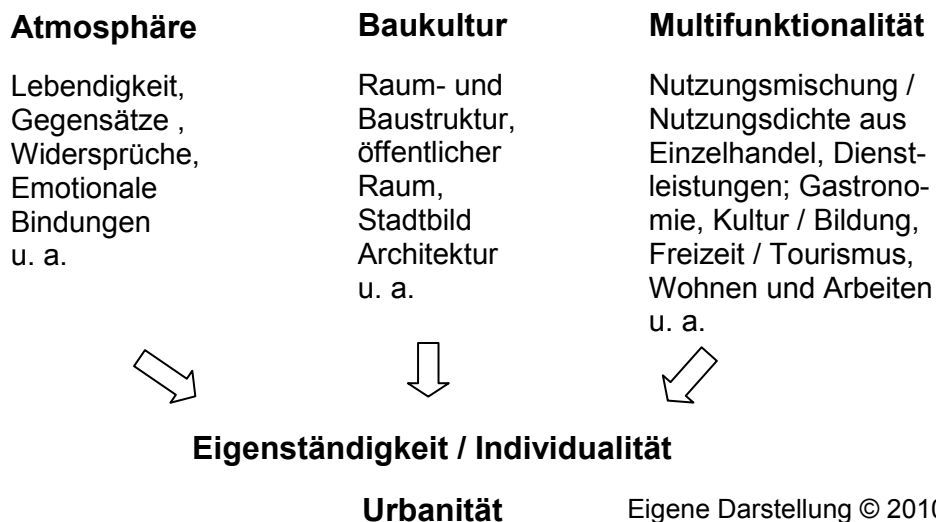 Atmosphäre
Lebendigkeit,
Gegensätze ,
Widersprüche,
Emotionale
Bindungen
u. a.
Baukultur
Raum- und
Baustruktur,
öffentlicher
Raum,
Stadtbild
Architektur
u. a.
Multifunktionalität
Nutzungsmischung /
Nutzungsdichte aus
Einzelhandel, Dienst-
leistungen; Gastrono-
mie, Kultur / Bildung,
Freizeit / Tourismus,
Wohnen und Arbeiten
u. a.
Eigenständigkeit / Individualität
Urbanität
Eigene Darstellung © 2010